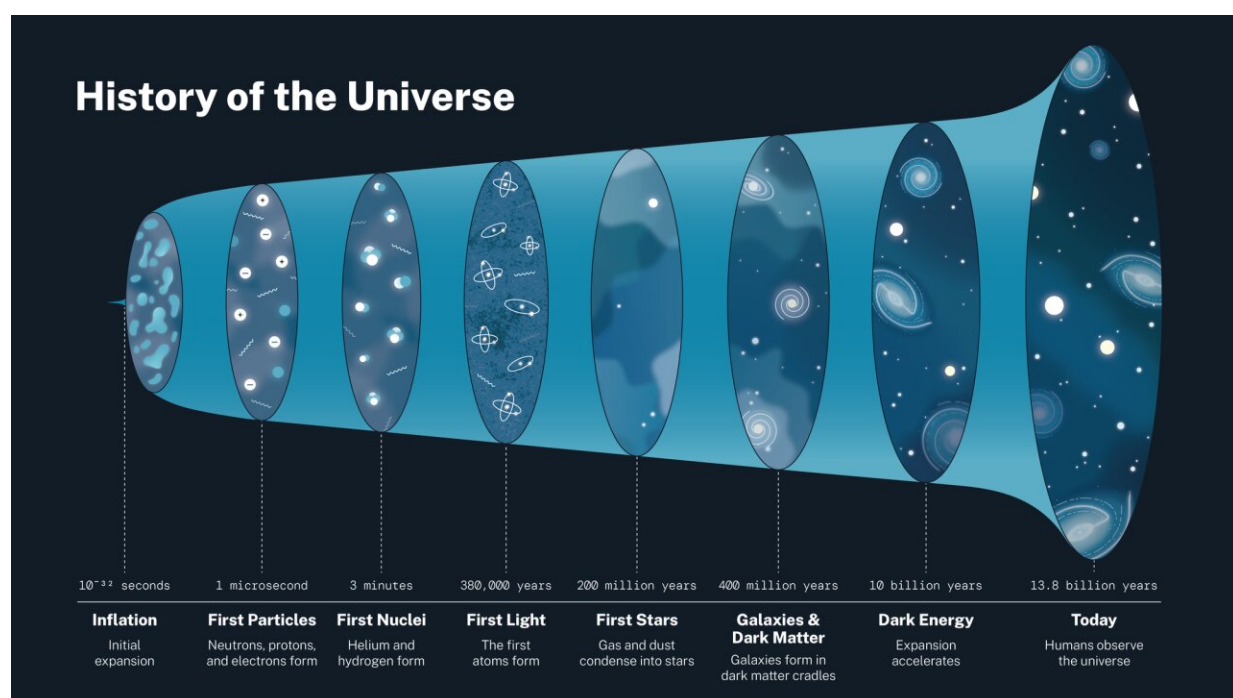 History of the Universe
10⁻³² seconds
Inflation
Initial
expansion
1 microsecond
First Particles
Neutrons, protons,
and electrons form
3 minutes
First Nuclei
Helium and
hydrogen form
380,000 years
First Light
The first
atoms form
200 million years
First Stars
Gas and dust
condense into stars
400 million years
Galaxies &
Dark Matter
Galaxies form in
dark matter cradles
10 billion years
Dark Energy
Expansion
accelerates
13.8 billion years
Today
Humans observe
the universe